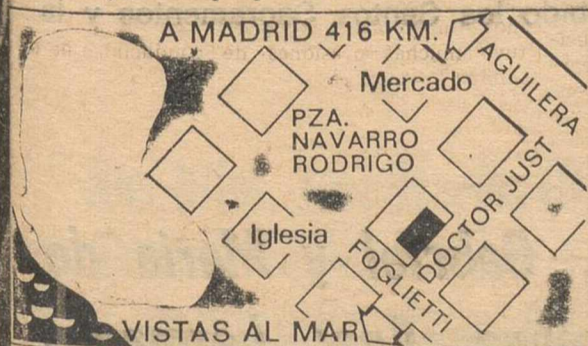 A MADRID 416 KM.
AGUILERA
Mercado
PZA.
NAVARRO
RODRIGO
DOCTOR JUST
Iglesia
FOGLIETTI
VISTAS AL MAR